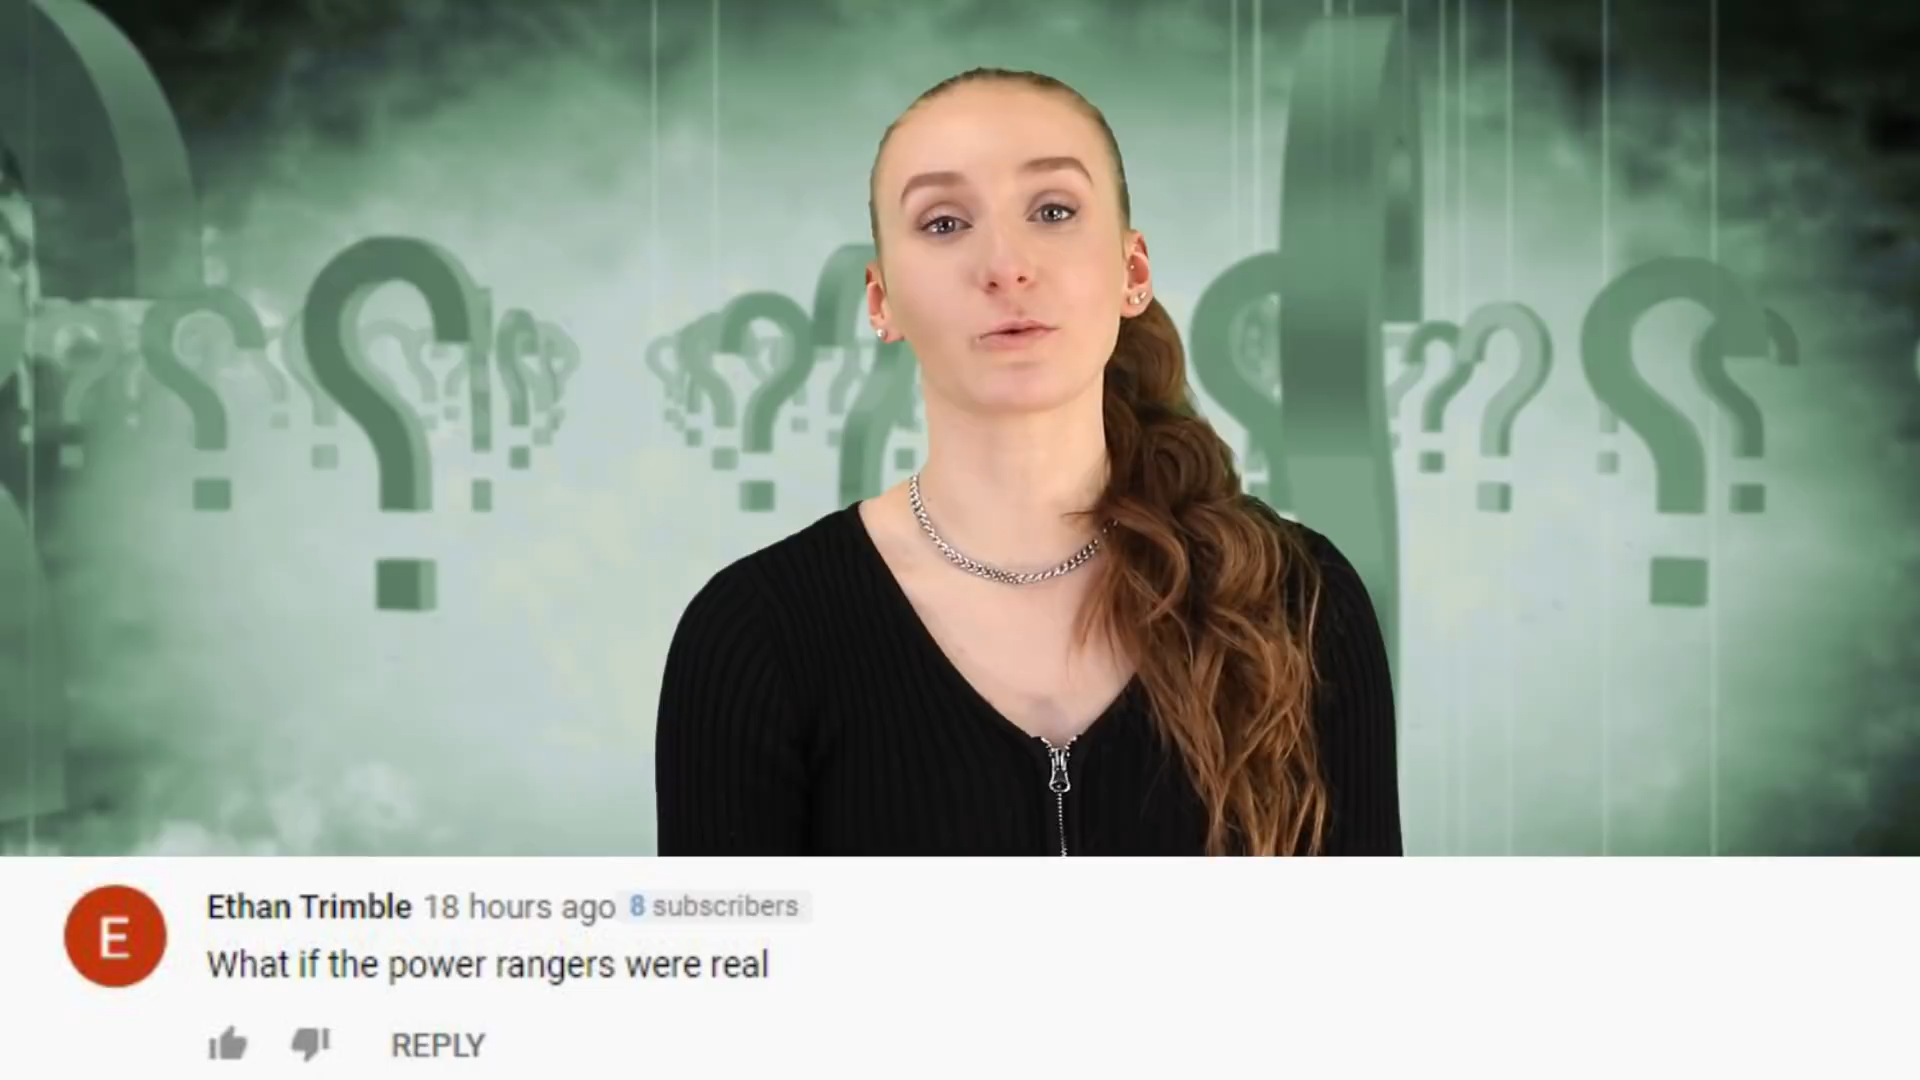 E
Ethan Trimble 18 hours ago 8 subscribers
What if the power rangers were real
REPLY